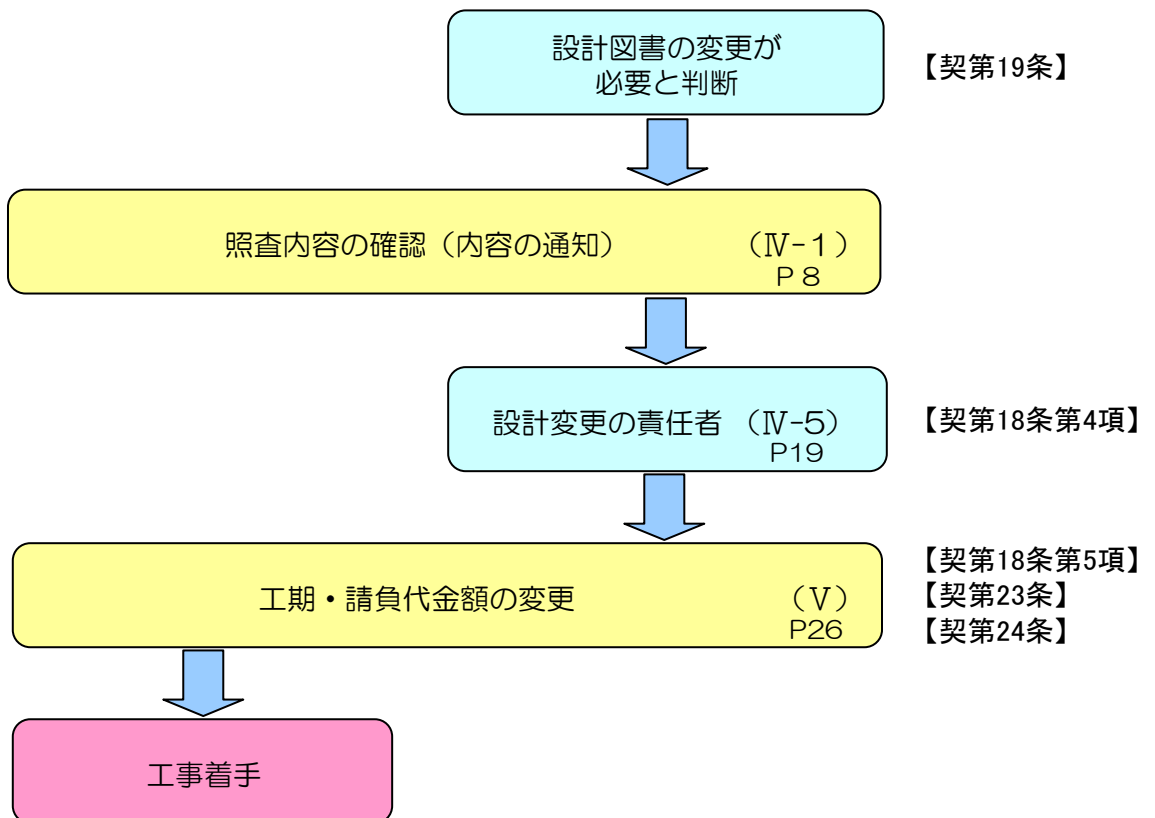 設計図書の変更が
必要と判断
【契第19条】
照査内容の確認（内容の通知） （Ⅳ-１）
Ｐ８
設計変更の責任者 （Ⅳ-5）
P19
【契第18条第4項】
工期・請負代金額の変更 （Ⅴ）
P26
【契第18条第5項】
【契第23条】
【契第24条】
工事着手